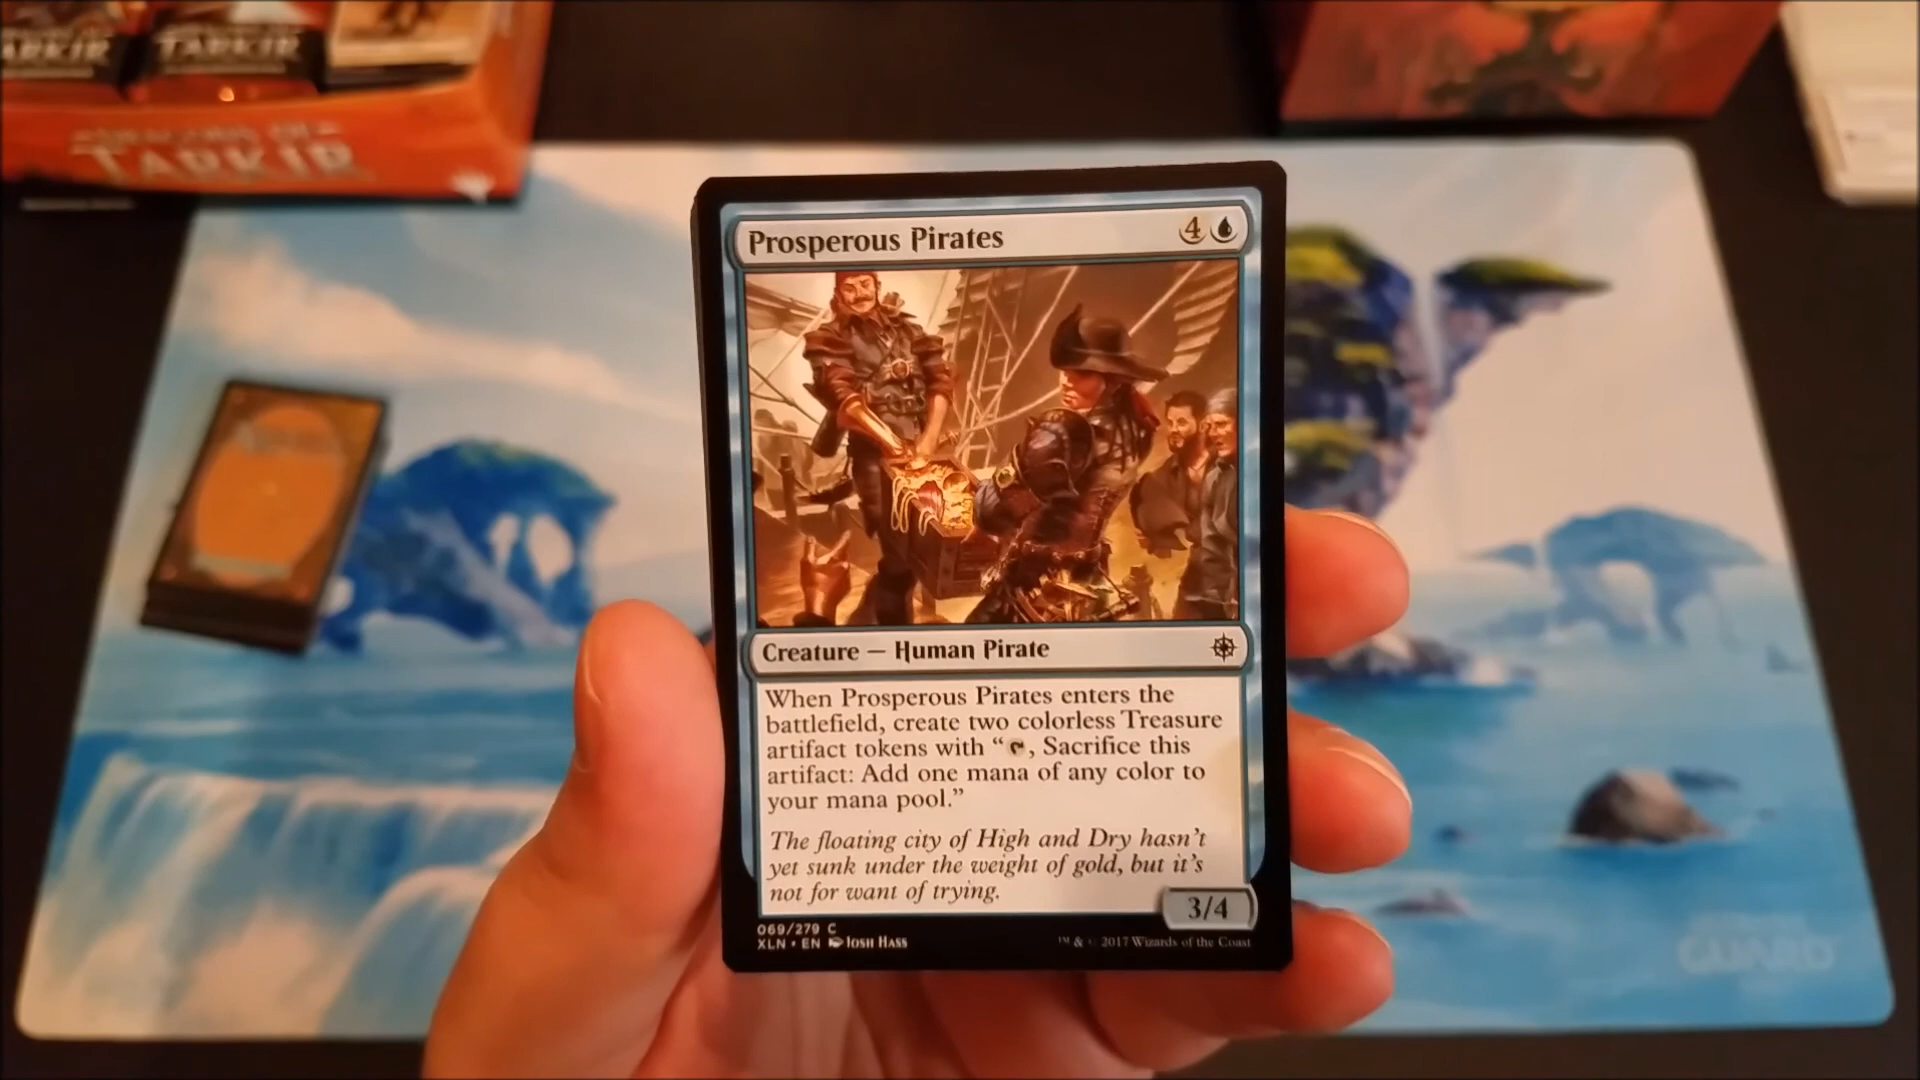 TARKIR
TARKIR
DRAGONS OF
TARKIR
Prosperous Pirates
4
Creature — Human Pirate
When Prosperous Pirates enters the
battlefield, create two colorless Treasure
artifact tokens with “ , Sacrifice this
artifact: Add one mana of any color to
your mana pool.”
The floating city of High and Dry hasn’t
yet sunk under the weight of gold, but it’s
not for want of trying.
3/4
069/279 C
XLN • EN Josh Hass
™ & © 2017 Wizards of the Coast
GUARD